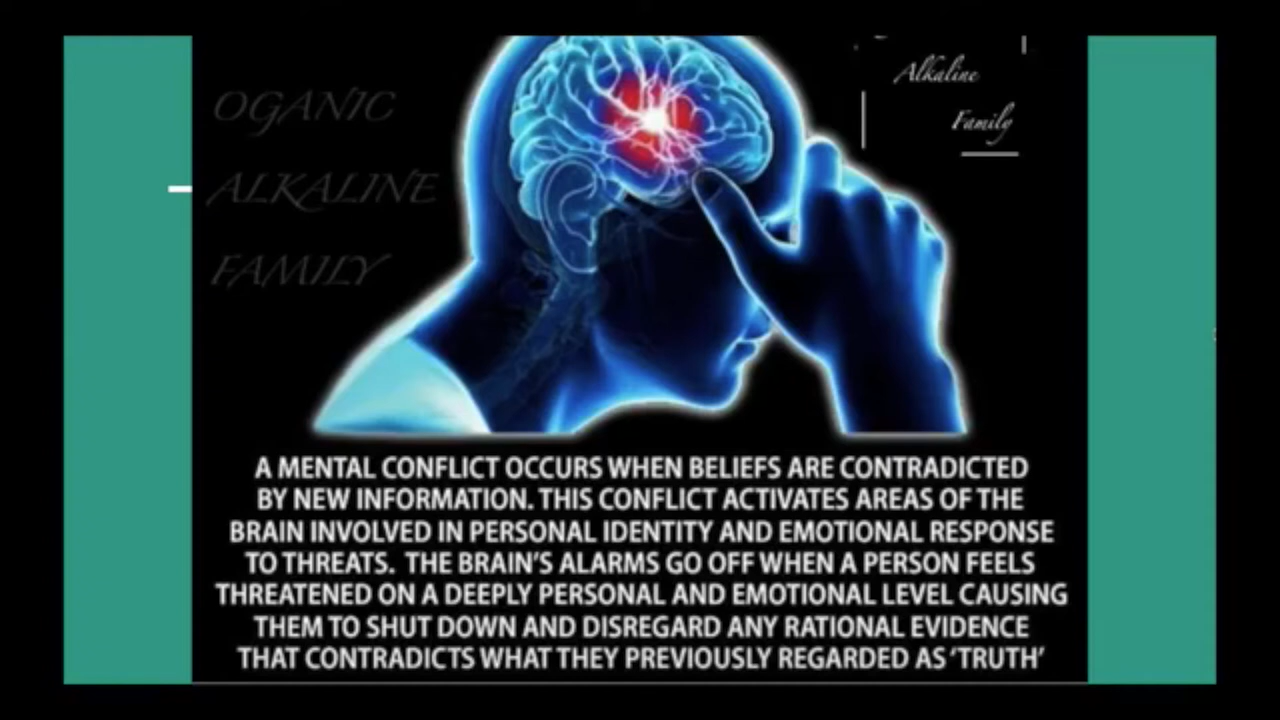 OGANIC
ALKALINE
FAMILY
Alkaline
Family
A MENTAL CONFLICT OCCURS WHEN BELIEFS ARE CONTRADICTED
BY NEW INFORMATION. THIS CONFLICT ACTIVATES AREAS OF THE
BRAIN INVOLVED IN PERSONAL IDENTITY AND EMOTIONAL RESPONSE
TO THREATS. THE BRAIN'S ALARMS GO OFF WHEN A PERSON FEELS
THREATENED ON A DEEPLY PERSONAL AND EMOTIONAL LEVEL CAUSING
THEM TO SHUT DOWN AND DISREGARD ANY RATIONAL EVIDENCE
THAT CONTRADICTS WHAT THEY PREVIOUSLY REGARDED AS 'TRUTH'